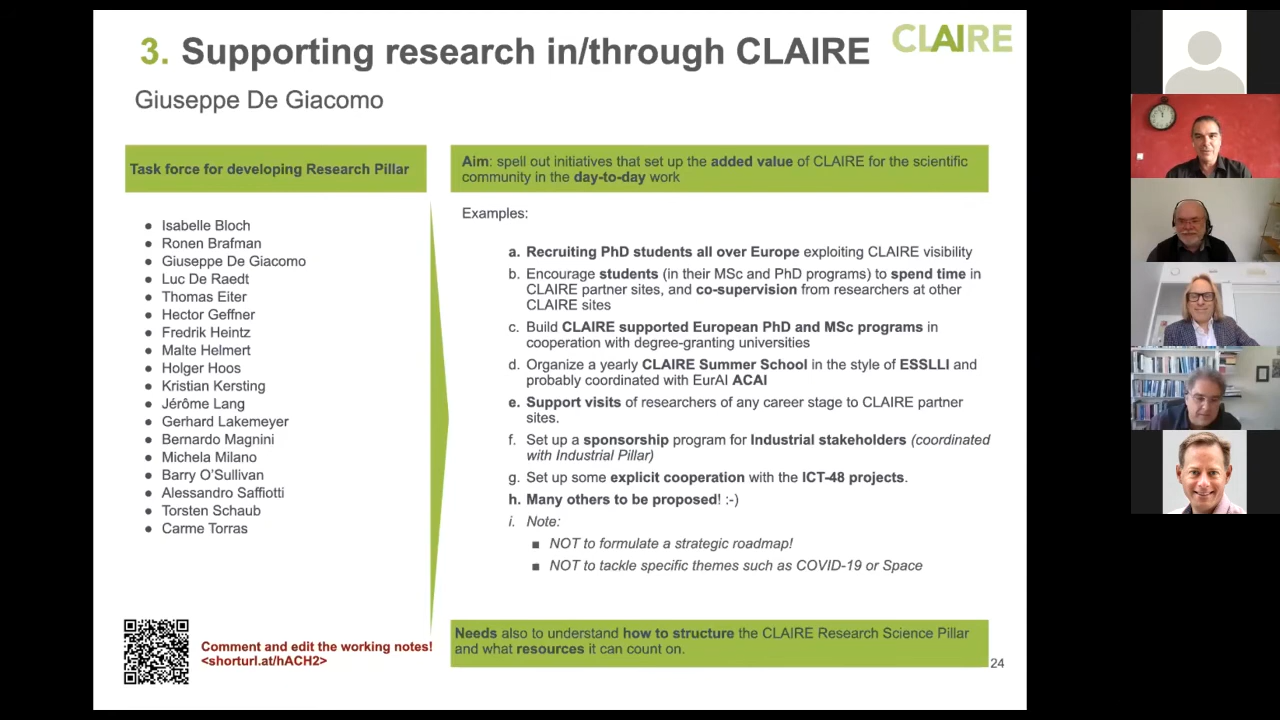 3. Supporting research in/through CLAIRE
CLAIRE
Giuseppe De Giacomo
Task force for developing Research Pillar
● Isabelle Bloch
● Ronen Brafman
● Giuseppe De Giacomo
● Luc De Raedt
● Thomas Eiter
● Hector Geffner
● Fredrik Heintz
● Malte Helmert
● Holger Hoos
● Kristian Kersting
● Jérôme Lang
● Gerhard Lakemeyer
● Bernardo Magnini
● Michela Milano
● Barry O’Sullivan
● Alessandro Saffiotti
● Torsten Schaub
● Carme Torras
Comment and edit the working notes!
<shorturl.at/hACH2>
Aim: spell out initiatives that set up the added value of CLAIRE for the scientific
community in the day-to-day work
Examples:
a. Recruiting PhD students all over Europe exploiting CLAIRE visibility
b. Encourage students (in their MSc and PhD programs) to spend time in
CLAIRE partner sites, and co-supervision from researchers at other
CLAIRE sites
c. Build CLAIRE supported European PhD and MSc programs in
cooperation with degree-granting universities
d. Organize a yearly CLAIRE Summer School in the style of ESSLLI and
probably coordinated with EurAI ACAI
e. Support visits of researchers of any career stage to CLAIRE partner
sites.
f. Set up a sponsorship program for Industrial stakeholders (coordinated
with Industrial Pillar)
g. Set up some explicit cooperation with the ICT-48 projects.
h. Many others to be proposed! :-)
i. Note:
■ NOT to formulate a strategic roadmap!
■ NOT to tackle specific themes such as COVID-19 or Space
Needs also to understand how to structure the CLAIRE Research Science Pillar
and what resources it can count on.
24